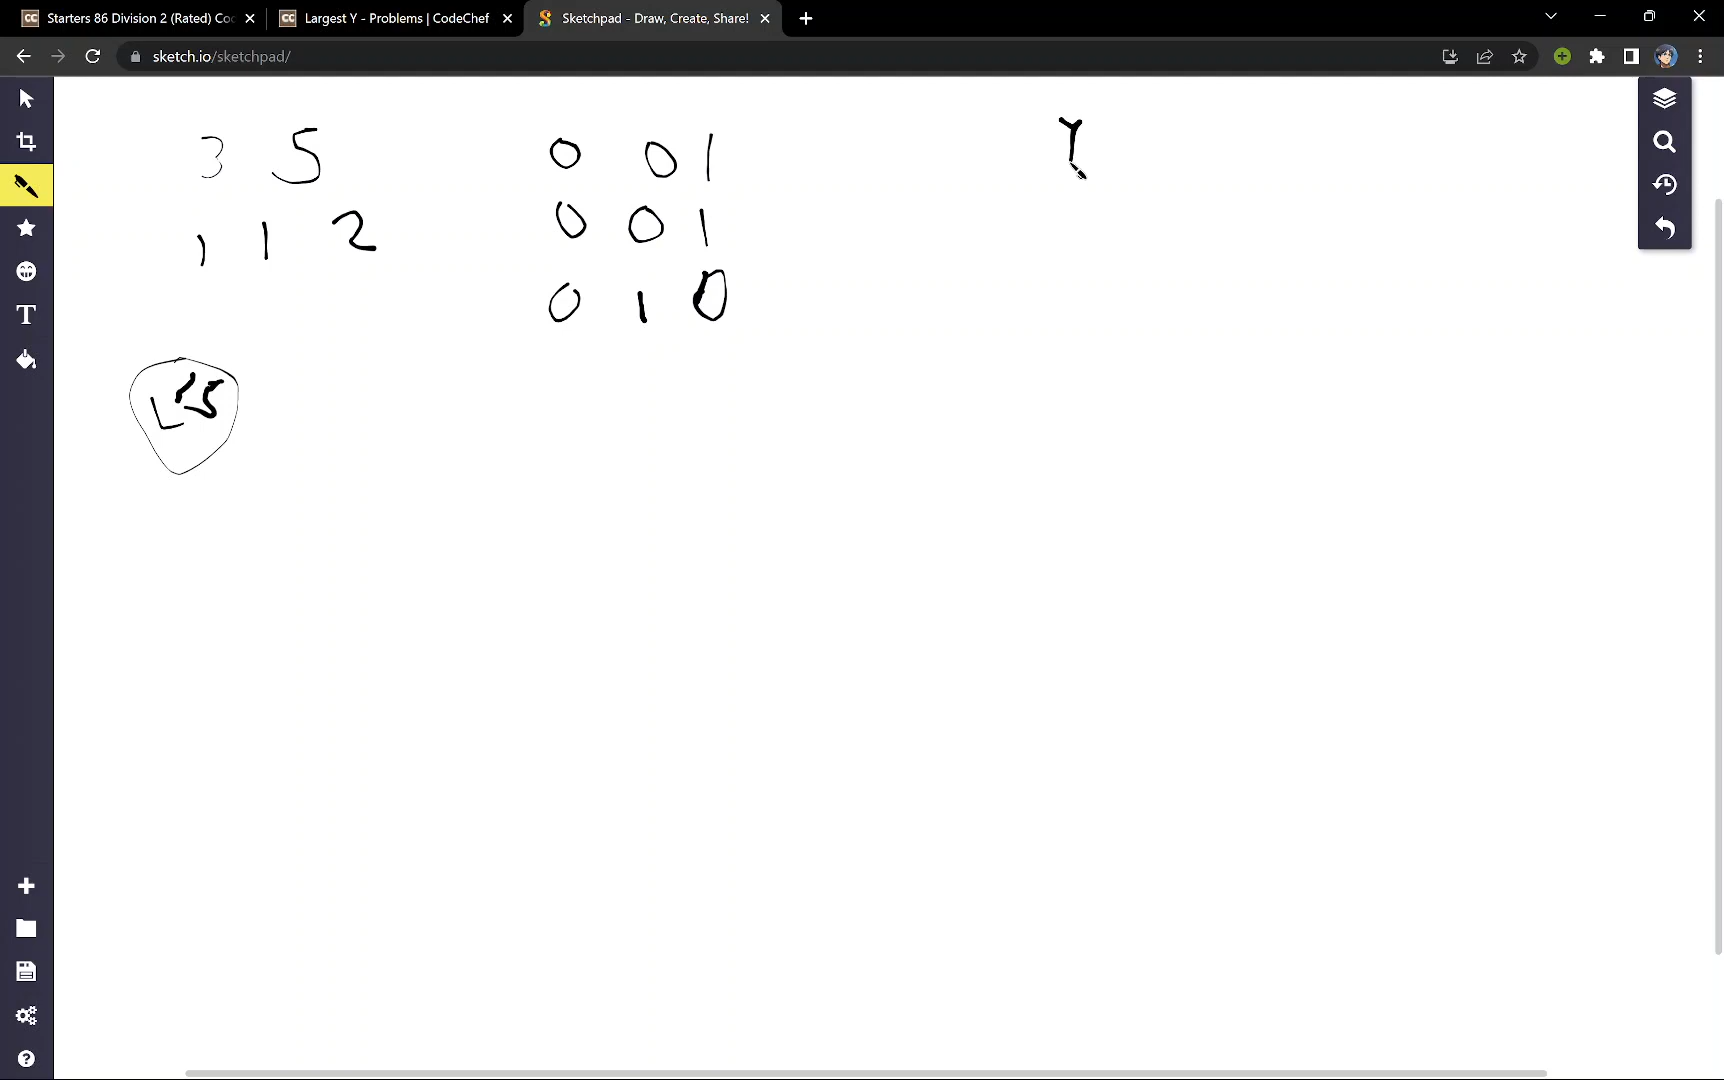 Starters 86 Division 2 (Rated) Co
Largest Y - Problems | CodeChef
Sketchpad - Draw, Create, Share!
sketch.io/sketchpad/
3 5 0 0 1 Y
1 1 2 0 0 1
0 1 0